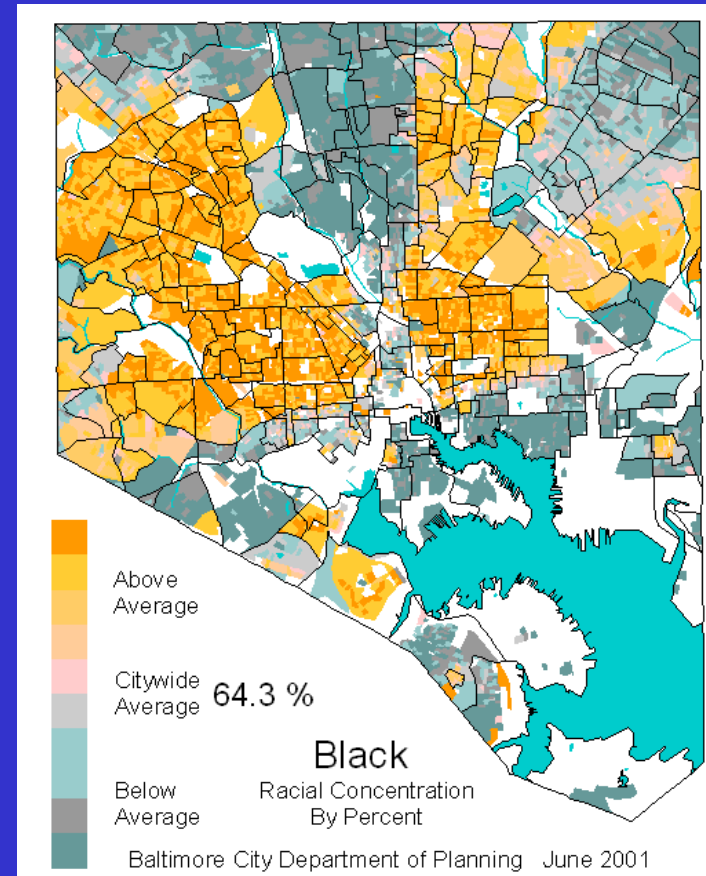 Above
Average
Citywide
Average 64.3 %
Black
Below
Average
Racial Concentration
By Percent
Baltimore City Department of Planning June 2001